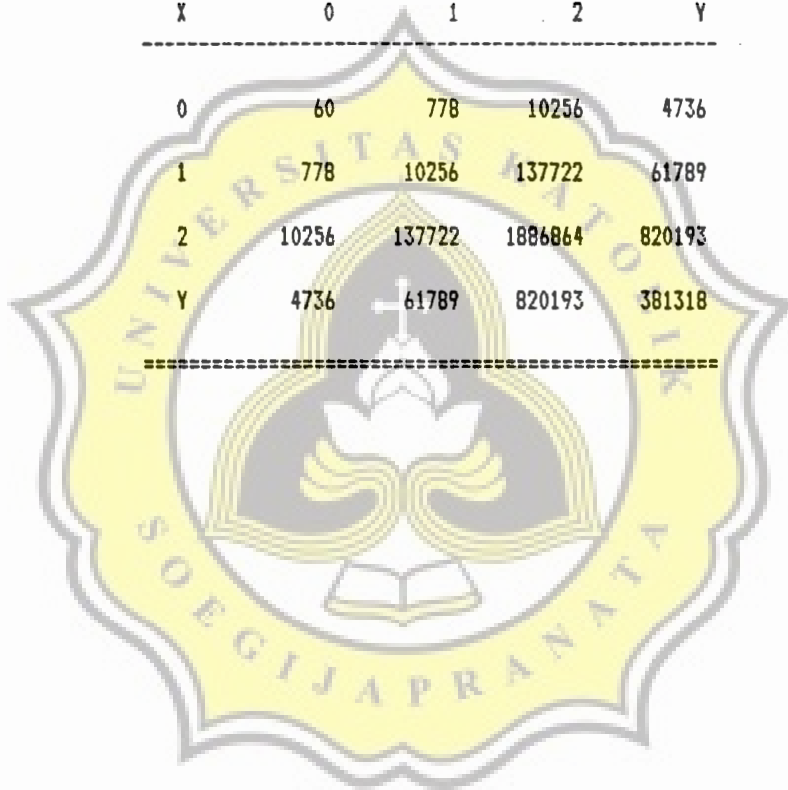 X 0 1 2 Y
0 60 778 10256 4736
1 778 10256 137722 61789
2 10256 137722 1886864 820193
Y 4736 61789 820193 381318
UNIVERSITAS KATOLIK
SOEGIJAPRANATA